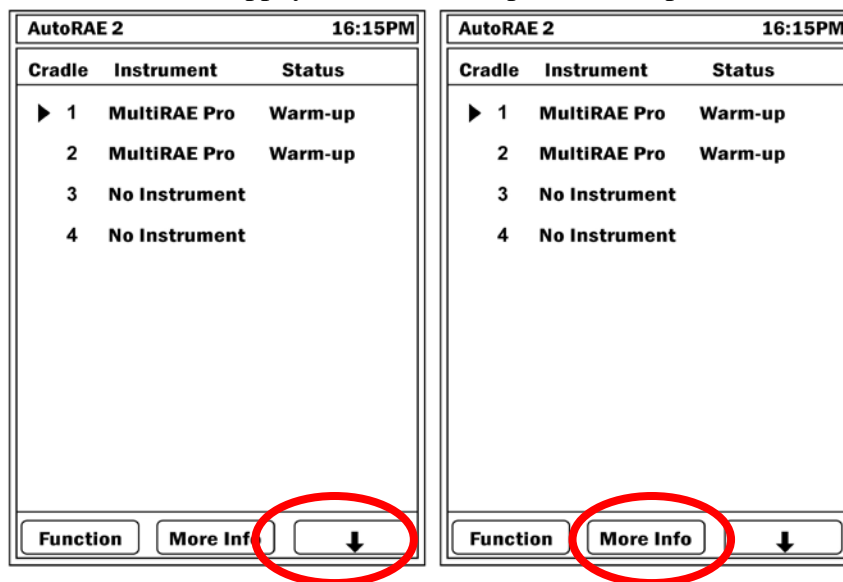 AutoRAE 2 16:15PM
Cradle Instrument Status
1 MultiRAE Pro Warm-up
2 MultiRAE Pro Warm-up
3 No Instrument
4 No Instrument
Function More Info
AutoRAE 2 16:15PM
Cradle Instrument Status
1 MultiRAE Pro Warm-up
2 MultiRAE Pro Warm-up
3 No Instrument
4 No Instrument
Function More Info